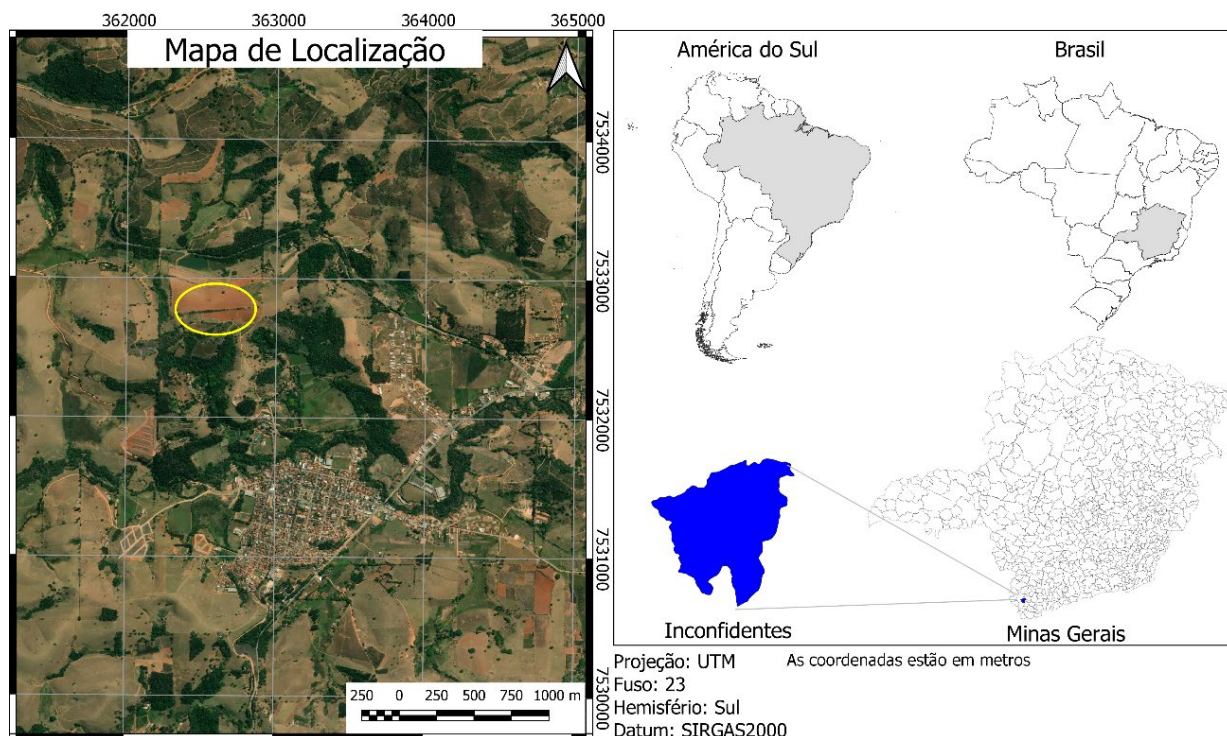 362000 363000 364000 365000
Mapa de Localização
7534000
7533000
7532000
7531000
7530000
250 0 250 500 750 1000 m
América do Sul
Brasil
Inconfidentes
Minas Gerais
Projeção: UTM As coordenadas estão em metros
Fuso: 23
Hemisfério: Sul
Datum: SIRGAS2000